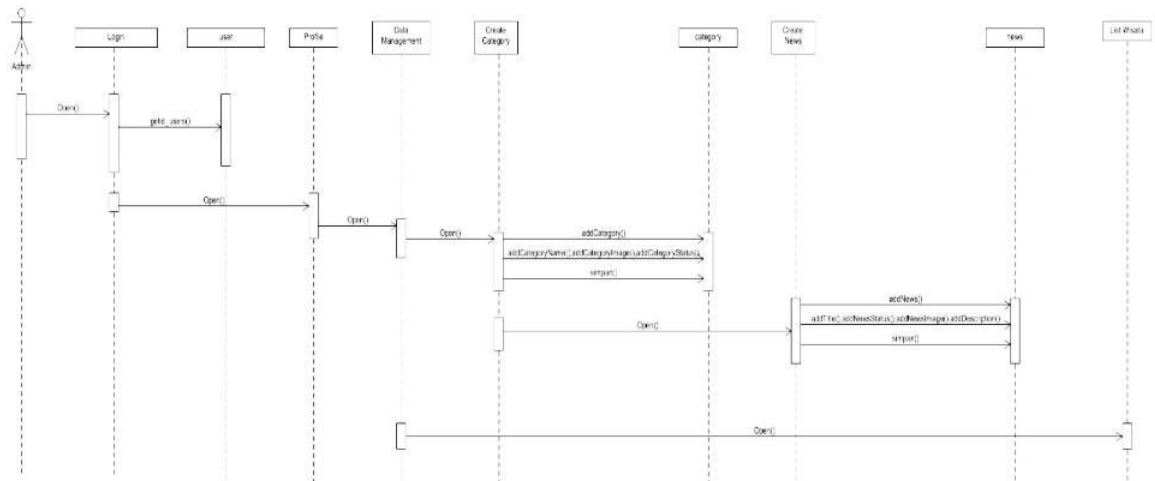 Admin
Login
user
Profile
Data
Management
Create
Category
category
Create
News
news
List Wisata
Open()
getId_users()
Open()
Open()
Open()
addCategory()
addCategoryName(),addCategoryImage(),addCategoryStatus()
simpan()
addNews()
Open()
addTitle(),addNewsStatus(),addNewsImage(),addDescription()
simpan()
Open()